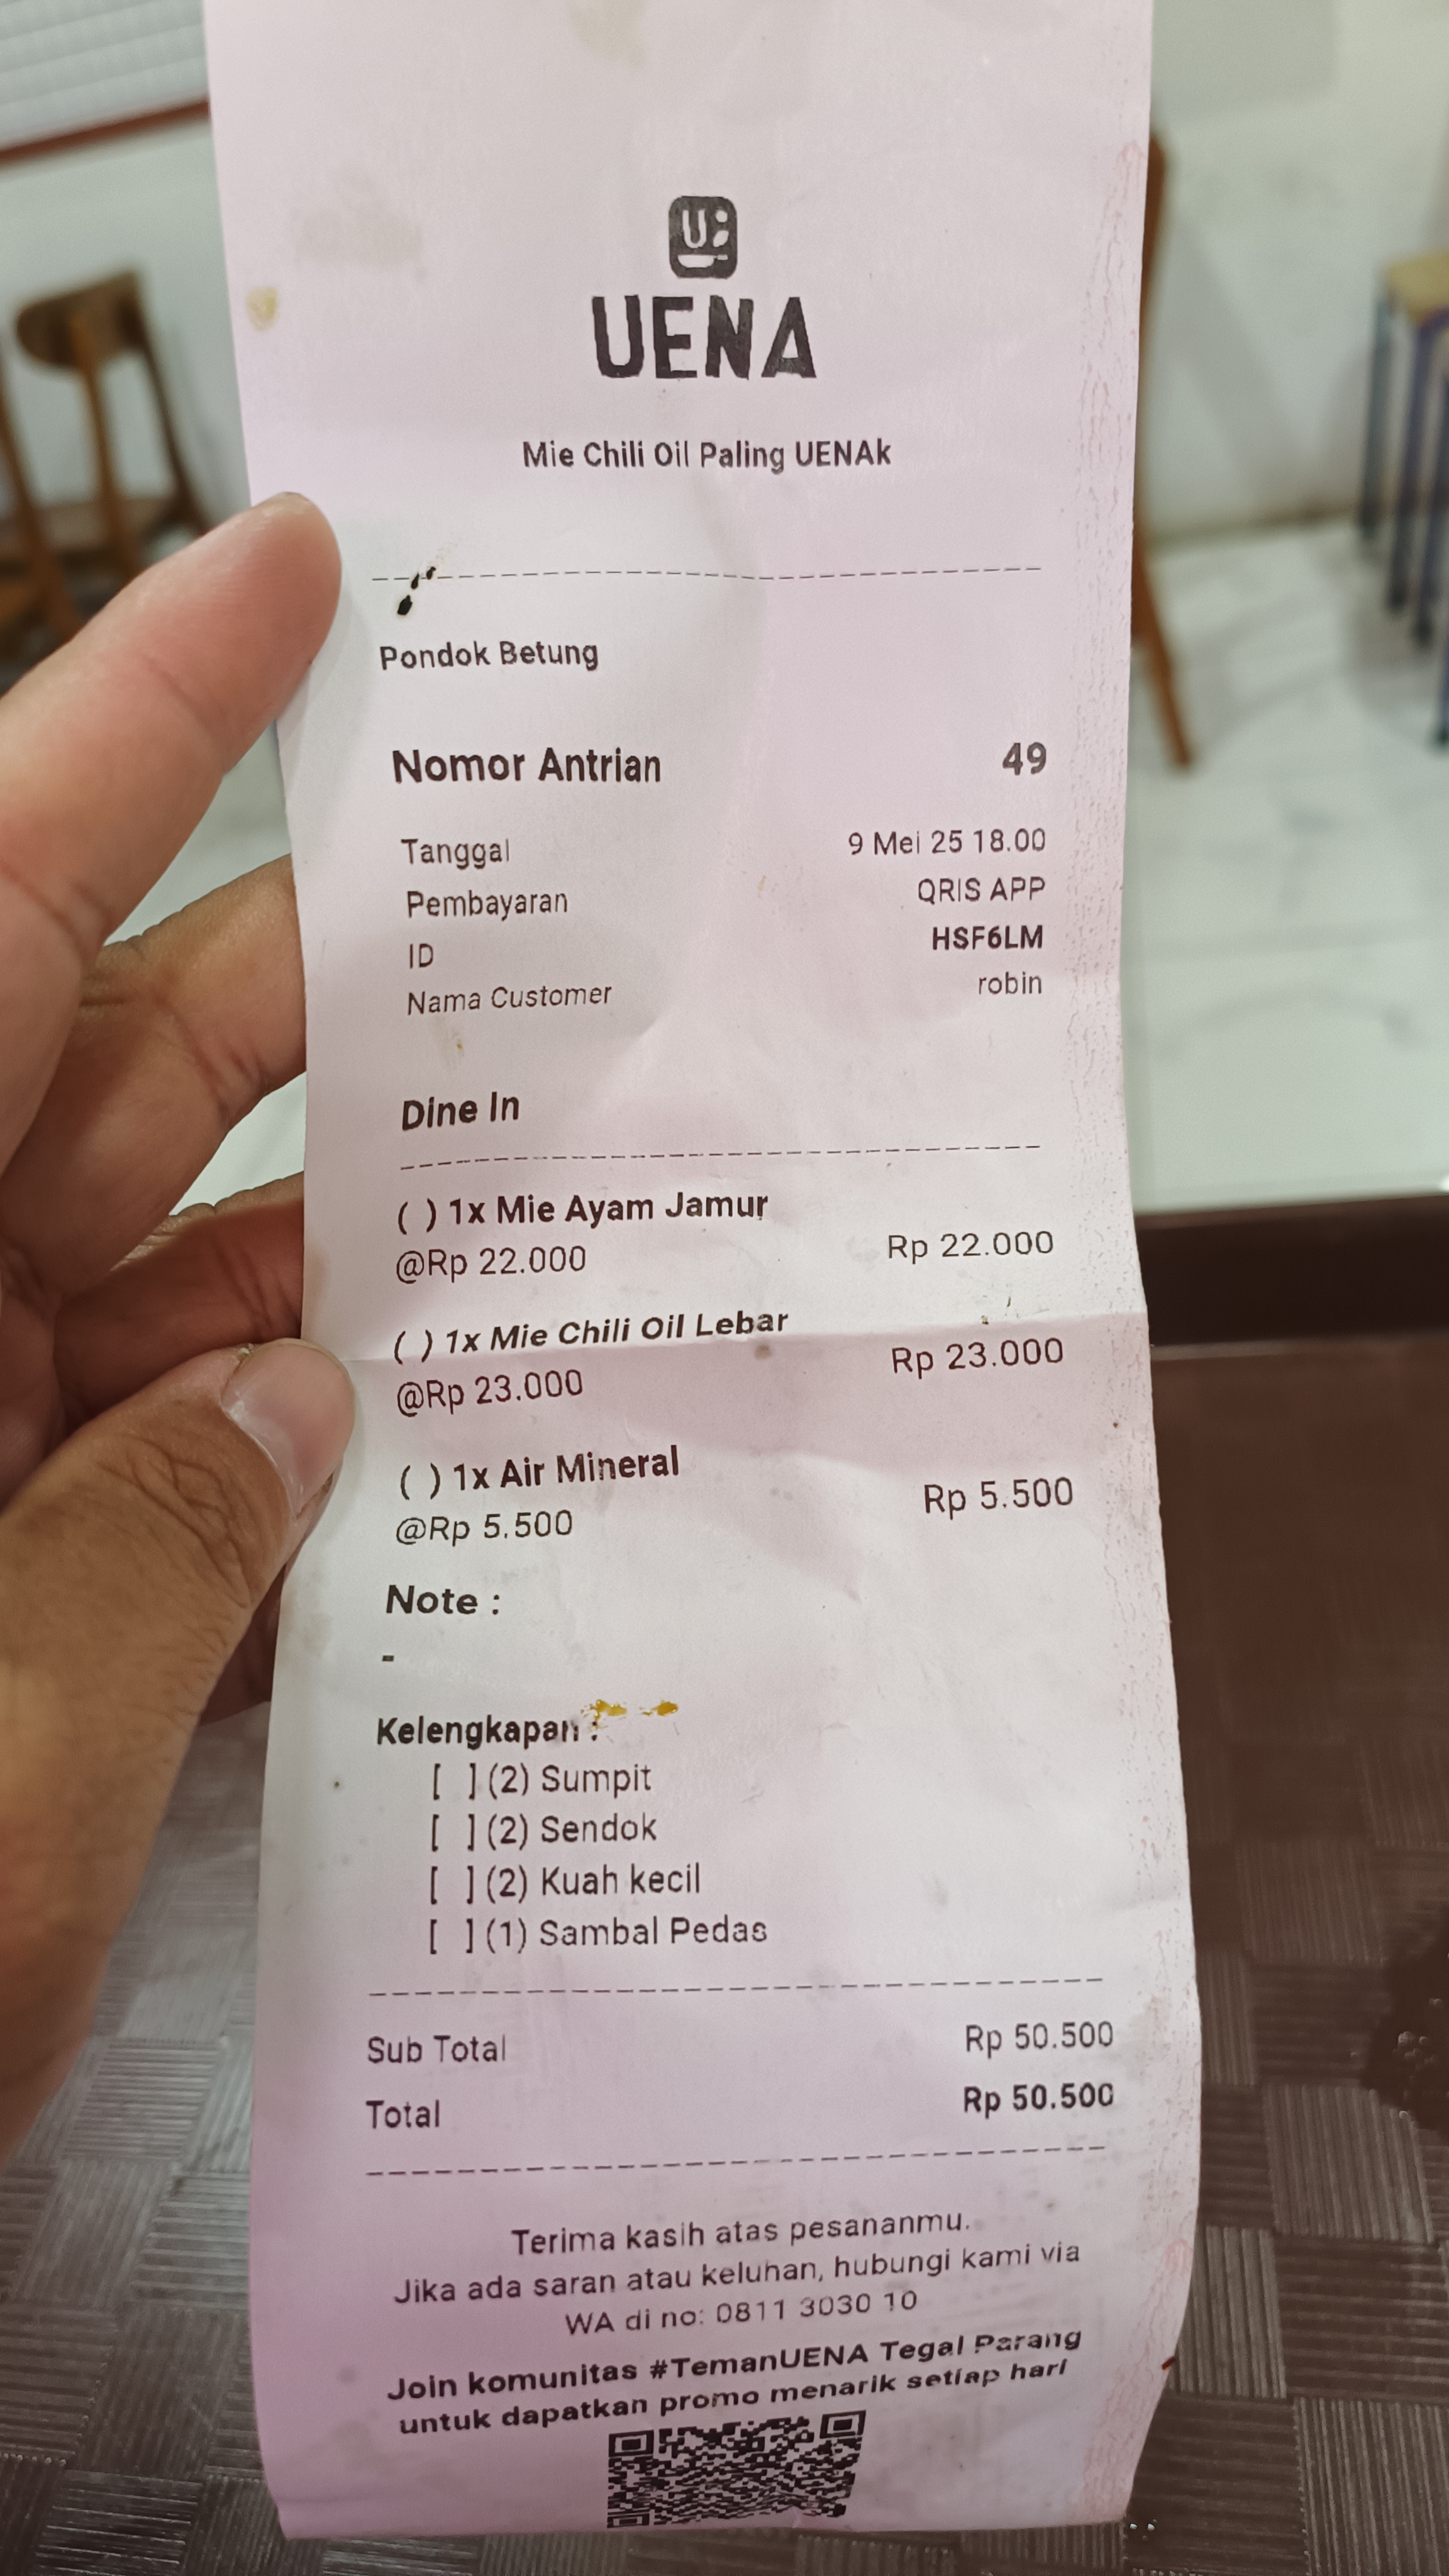 U
UENA
Mie Chili Oil Paling UENAk
Pondok Betung
Nomor Antrian 49
Tanggal 9 Mei 25 18.00
Pembayaran QRIS APP
ID HSF6LM
Nama Customer robin
Dine In
( ) 1x Mie Ayam Jamur
@Rp 22.000 Rp 22.000
( ) 1x Mie Chili Oil Lebar
@Rp 23.000 Rp 23.000
( ) 1x Air Mineral
@Rp 5.500 Rp 5.500
Note :
-
Kelengkapan :
[ ] (2) Sumpit
[ ] (2) Sendok
[ ] (2) Kuah kecil
[ ] (1) Sambal Pedas
Sub Total Rp 50.500
Total Rp 50.500
Terima kasih atas pesananmu.
Jika ada saran atau keluhan, hubungi kami via
WA di no: 0811 3030 10
Join komunitas #TemanUENA Tegal Parang
untuk dapatkan promo menarik setiap hari